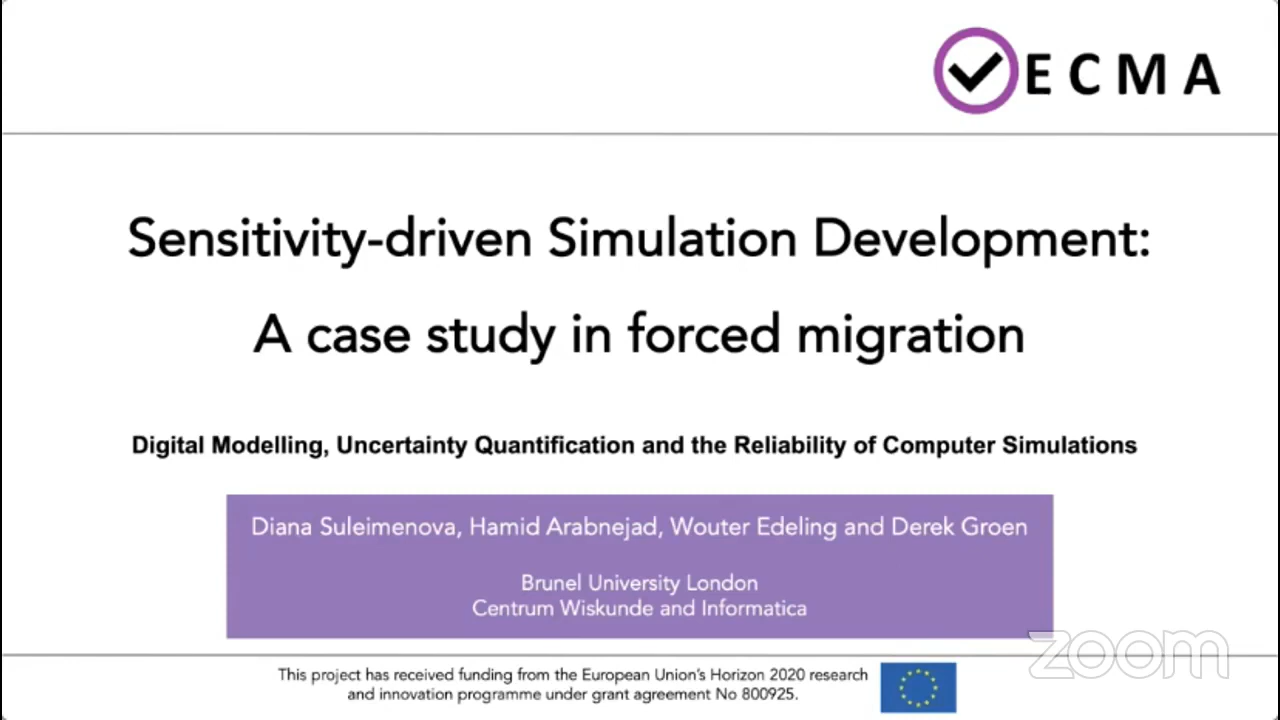 ECMA
Sensitivity-driven Simulation Development:
A case study in forced migration
Digital Modelling, Uncertainty Quantification and the Reliability of Computer Simulations
Diana Suleimenova, Hamid Arabnejad, Wouter Edeling and Derek Groen
Brunel University London
Centrum Wiskunde and Informatica
zoom
This project has received funding from the European Union's Horizon 2020 research
and innovation programme under grant agreement No 800925.